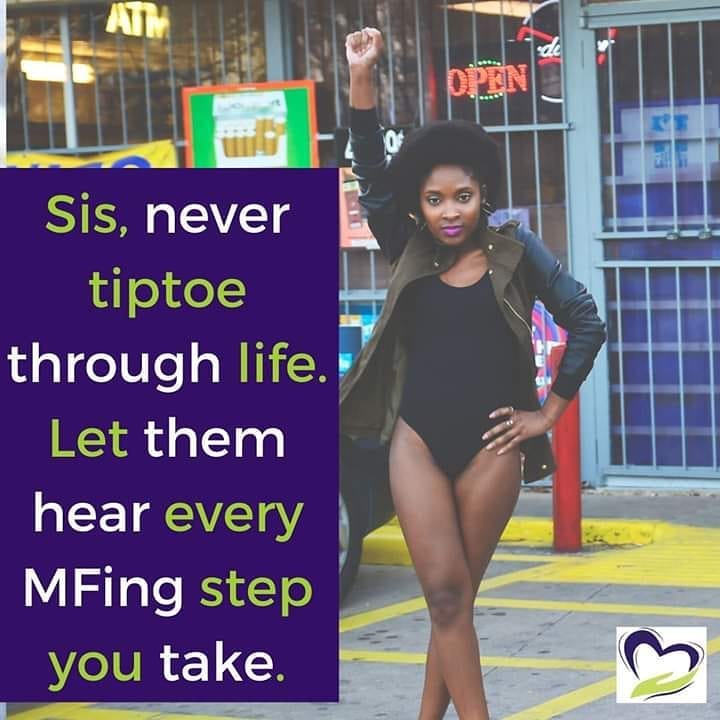 ATM
OPEN
Sis, never
tiptoe
through life.
Let them
hear every
MFing step
you take.